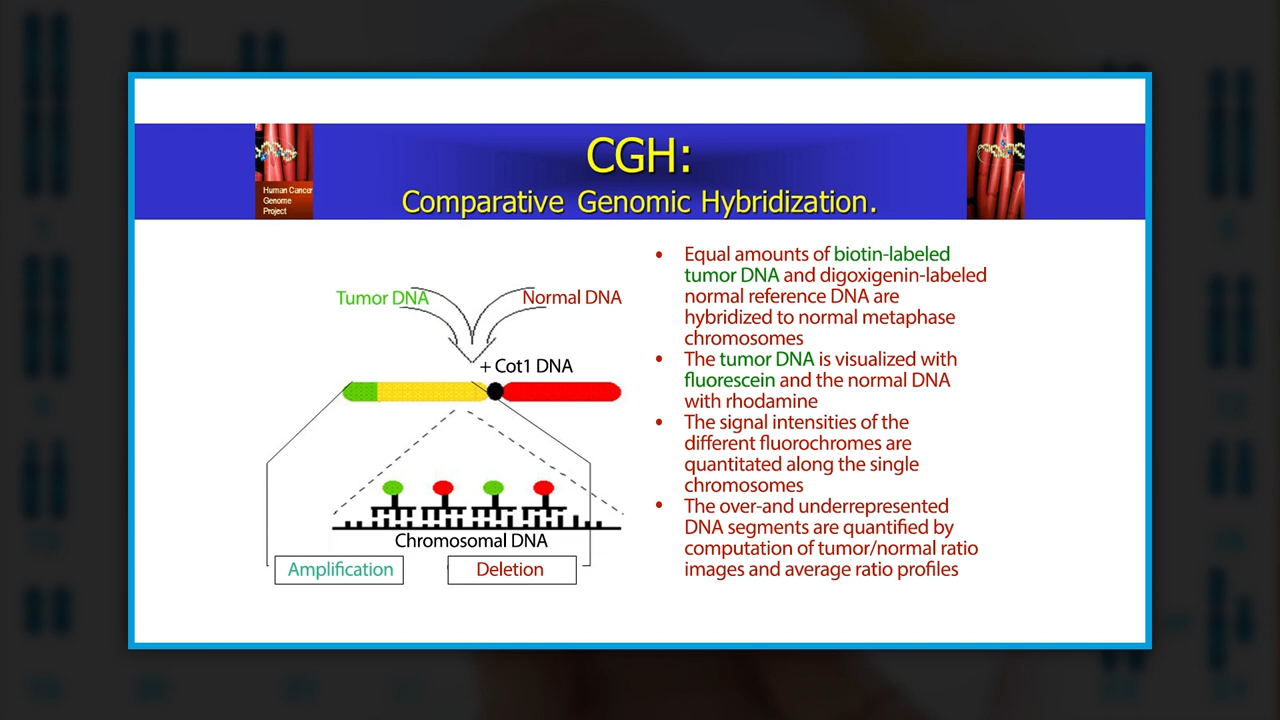 CGH:
Comparative Genomic Hybridization.
Human Cancer
Genome
Project
Tumor DNA
Normal DNA
+ Cot1 DNA
Chromosomal DNA
Amplification
Deletion
• Equal amounts of biotin-labeled
tumor DNA and digoxigenin-labeled
normal reference DNA are
hybridized to normal metaphase
chromosomes
• The tumor DNA is visualized with
fluorescein and the normal DNA
with rhodamine
• The signal intensities of the
different fluorochromes are
quantitated along the single
chromosomes
• The over-and underrepresented
DNA segments are quantified by
computation of tumor/normal ratio
images and average ratio profiles